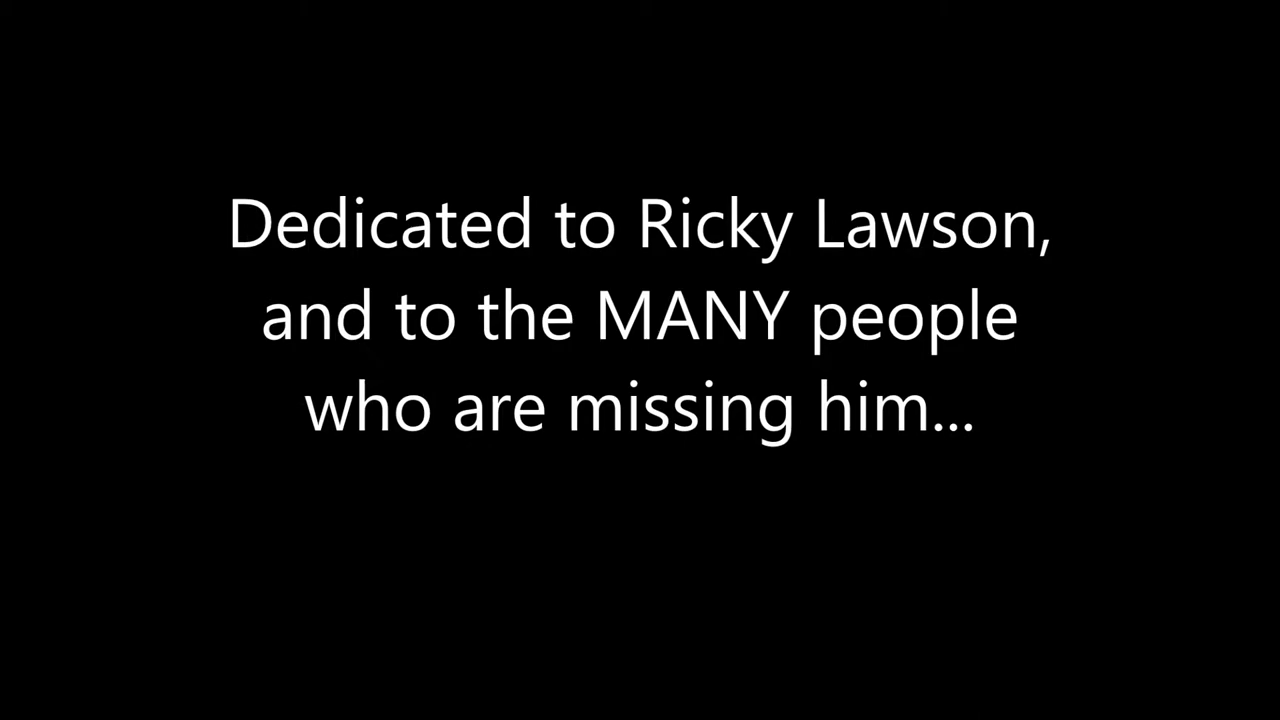 Dedicated to Ricky Lawson,
and to the MANY people
who are missing him...